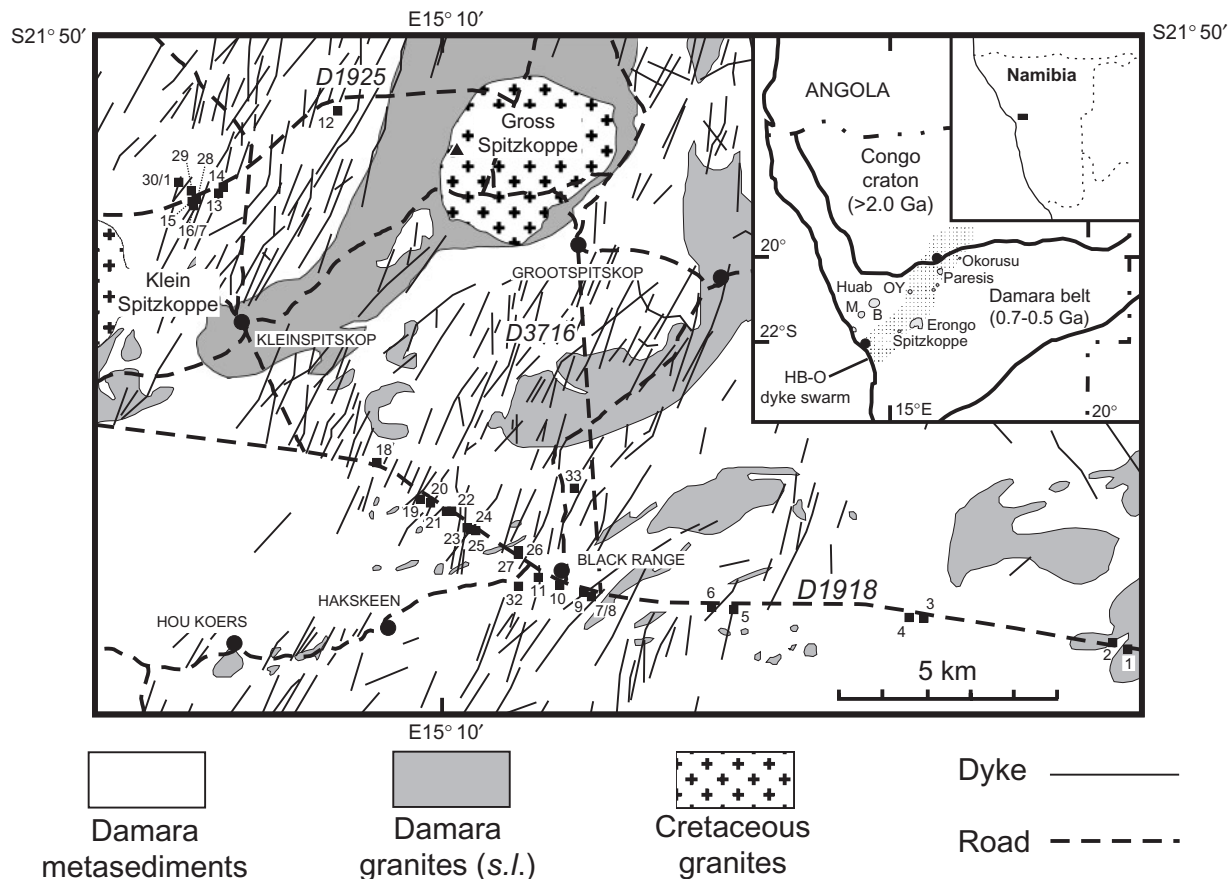 E15° 10′
S21° 50′
S21° 50′
D1925
12
Gross
Spitzkoppe
29
28
30/1
14
13
15
16/7
Klein
Spitzkoppe
KLEINSPITSKOP
GROOTSPITSKOP
D3716
18
20
22
19
21
24
23
25
33
26
27
BLACK RANGE
11
10
32
9
7/8
6
5
D1918
3
4
2
1
HAKSKEEN
HOU KOERS
5 km
E15° 10′
ANGOLA
Namibia
Congo
craton
(>2.0 Ga)
20°
Okorusu
Paresis
Huab
OY
M
B
Damara belt
(0.7-0.5 Ga)
Erongo
22°S
Spitzkoppe
HB-O
dyke swarm
15°E
20°
Damara
metasediments
Damara
granites (s.l.)
Cretaceous
granites
Dyke
Road